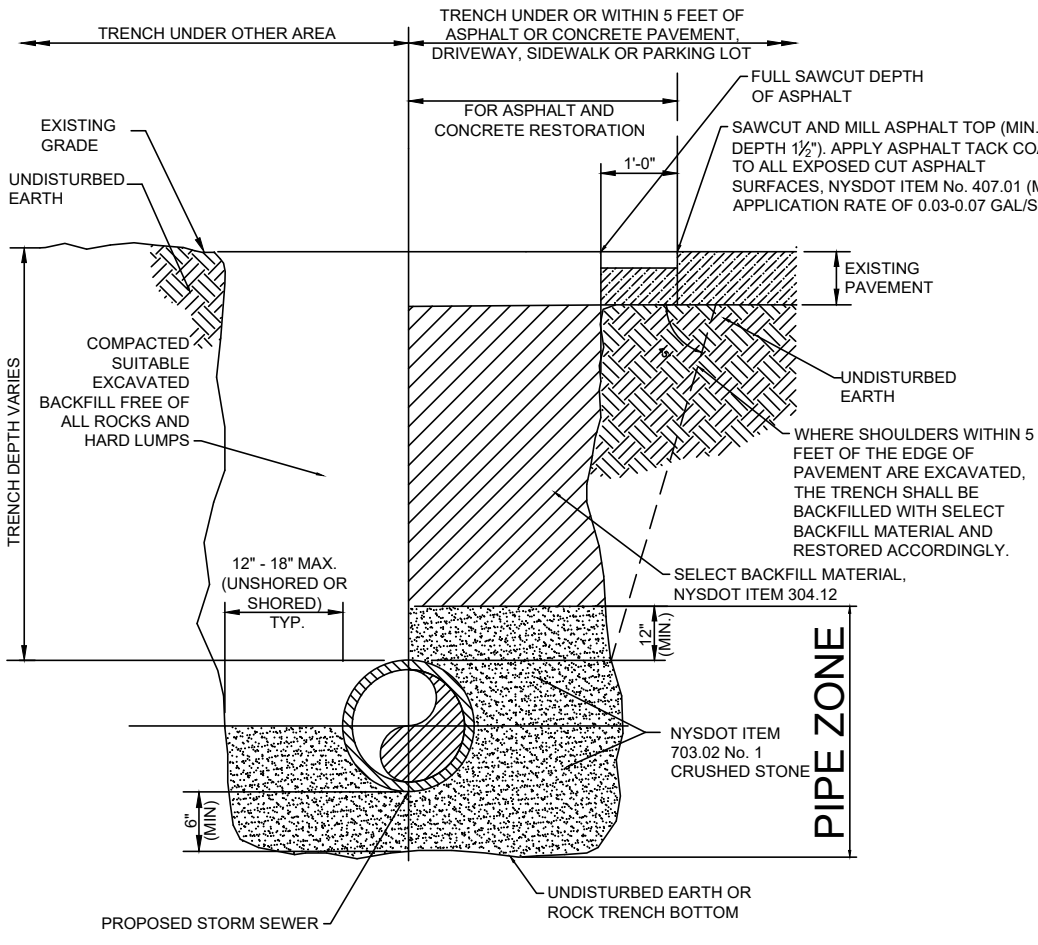 TRENCH UNDER OTHER AREA
TRENCH UNDER OR WITHIN 5 FEET OF
ASPHALT OR CONCRETE PAVEMENT,
DRIVEWAY, SIDEWALK OR PARKING LOT
FOR ASPHALT AND
CONCRETE RESTORATION
FULL SAWCUT DEPTH
OF ASPHALT
SAWCUT AND MILL ASPHALT TOP (MIN.
DEPTH 1½"). APPLY ASPHALT TACK COA
TO ALL EXPOSED CUT ASPHALT
SURFACES, NYSDOT ITEM No. 407.01 (M
APPLICATION RATE OF 0.03-0.07 GAL/S
1'-0"
EXISTING
GRADE
UNDISTURBED
EARTH
EXISTING
PAVEMENT
TRENCH DEPTH VARIES
COMPACTED
SUITABLE
EXCAVATED
BACKFILL FREE OF
ALL ROCKS AND
HARD LUMPS
UNDISTURBED
EARTH
WHERE SHOULDERS WITHIN 5
FEET OF THE EDGE OF
PAVEMENT ARE EXCAVATED,
THE TRENCH SHALL BE
BACKFILLED WITH SELECT
BACKFILL MATERIAL AND
RESTORED ACCORDINGLY.
12" - 18" MAX.
(UNSHORED OR
SHORED)
TYP.
SELECT BACKFILL MATERIAL,
NYSDOT ITEM 304.12
12"
(MIN.)
PIPE ZONE
NYSDOT ITEM
703.02 No. 1
CRUSHED STONE
6"
(MIN)
UNDISTURBED EARTH OR
ROCK TRENCH BOTTOM
PROPOSED STORM SEWER